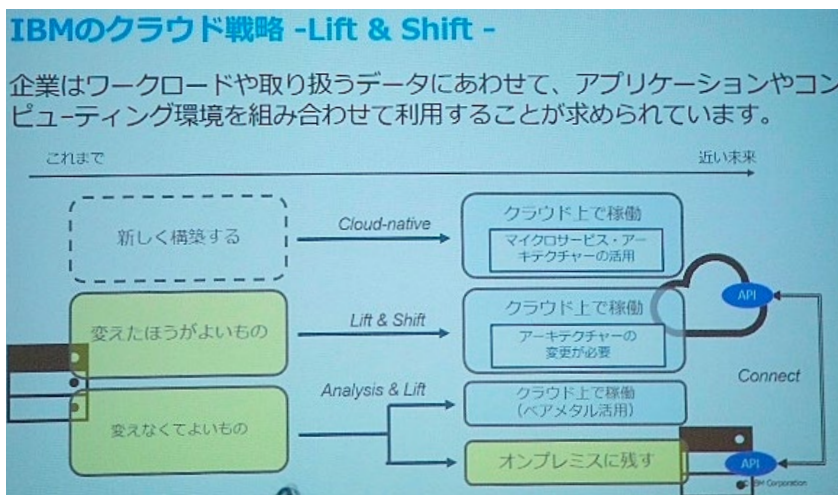 IBMのクラウド戦略 -Lift & Shift -
企業はワークロードや取り扱うデータにあわせて、アプリケーションやコン
ピューティング環境を組み合わせて利用することが求められています。
これまで
近い未来
新しく構築する
Cloud-native
クラウド上で稼働
マイクロサービス・アー
キテクチャーの活用
API
変えたほうがよいもの
Lift & Shift
クラウド上で稼働
アーキテクチャーの
変更が必要
Connect
変えなくてよいもの
Analysis & Lift
クラウド上で稼働
(ベアメタル活用)
オンプレミスに残す
API
IBM Corporation